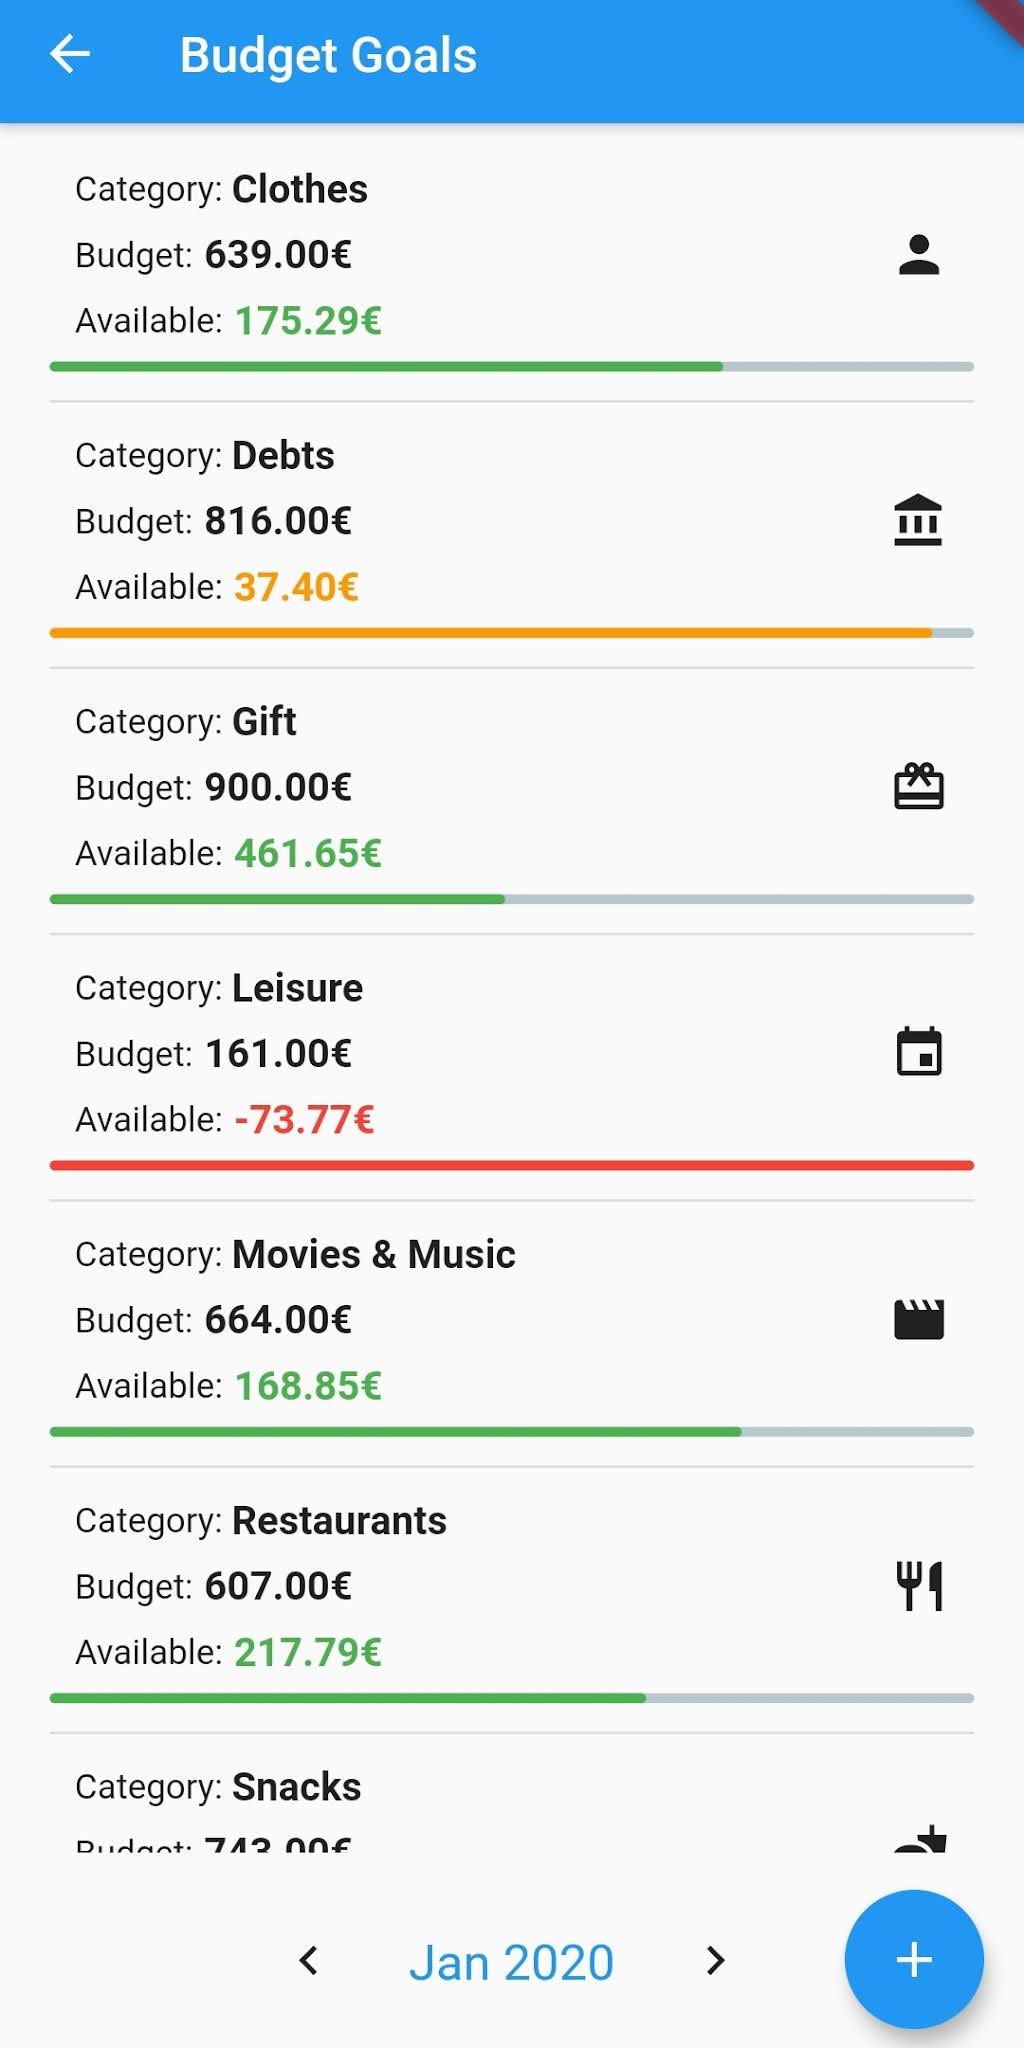 Budget Goals
Category: Clothes
Budget: 639.00€
Available: 175.29€
Category: Debts
Budget: 816.00€
Available: 37.40€
Category: Gift
Budget: 900.00€
Available: 461.65€
Category: Leisure
Budget: 161.00€
Available: -73.77€
Category: Movies & Music
Budget: 664.00€
Available: 168.85€
Category: Restaurants
Budget: 607.00€
Available: 217.79€
Category: Snacks
Budget: 743.00€
Jan 2020